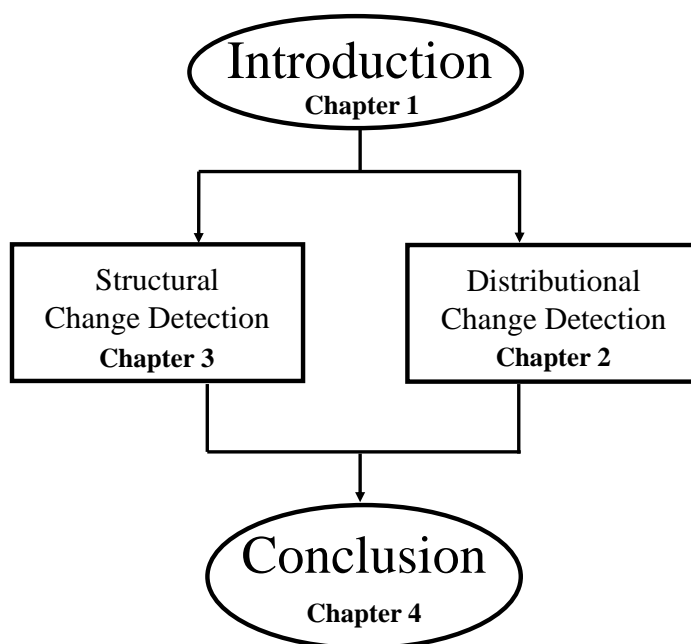 Introduction
Chapter 1
Structural
Change Detection
Chapter 3
Distributional
Change Detection
Chapter 2
Conclusion
Chapter 4